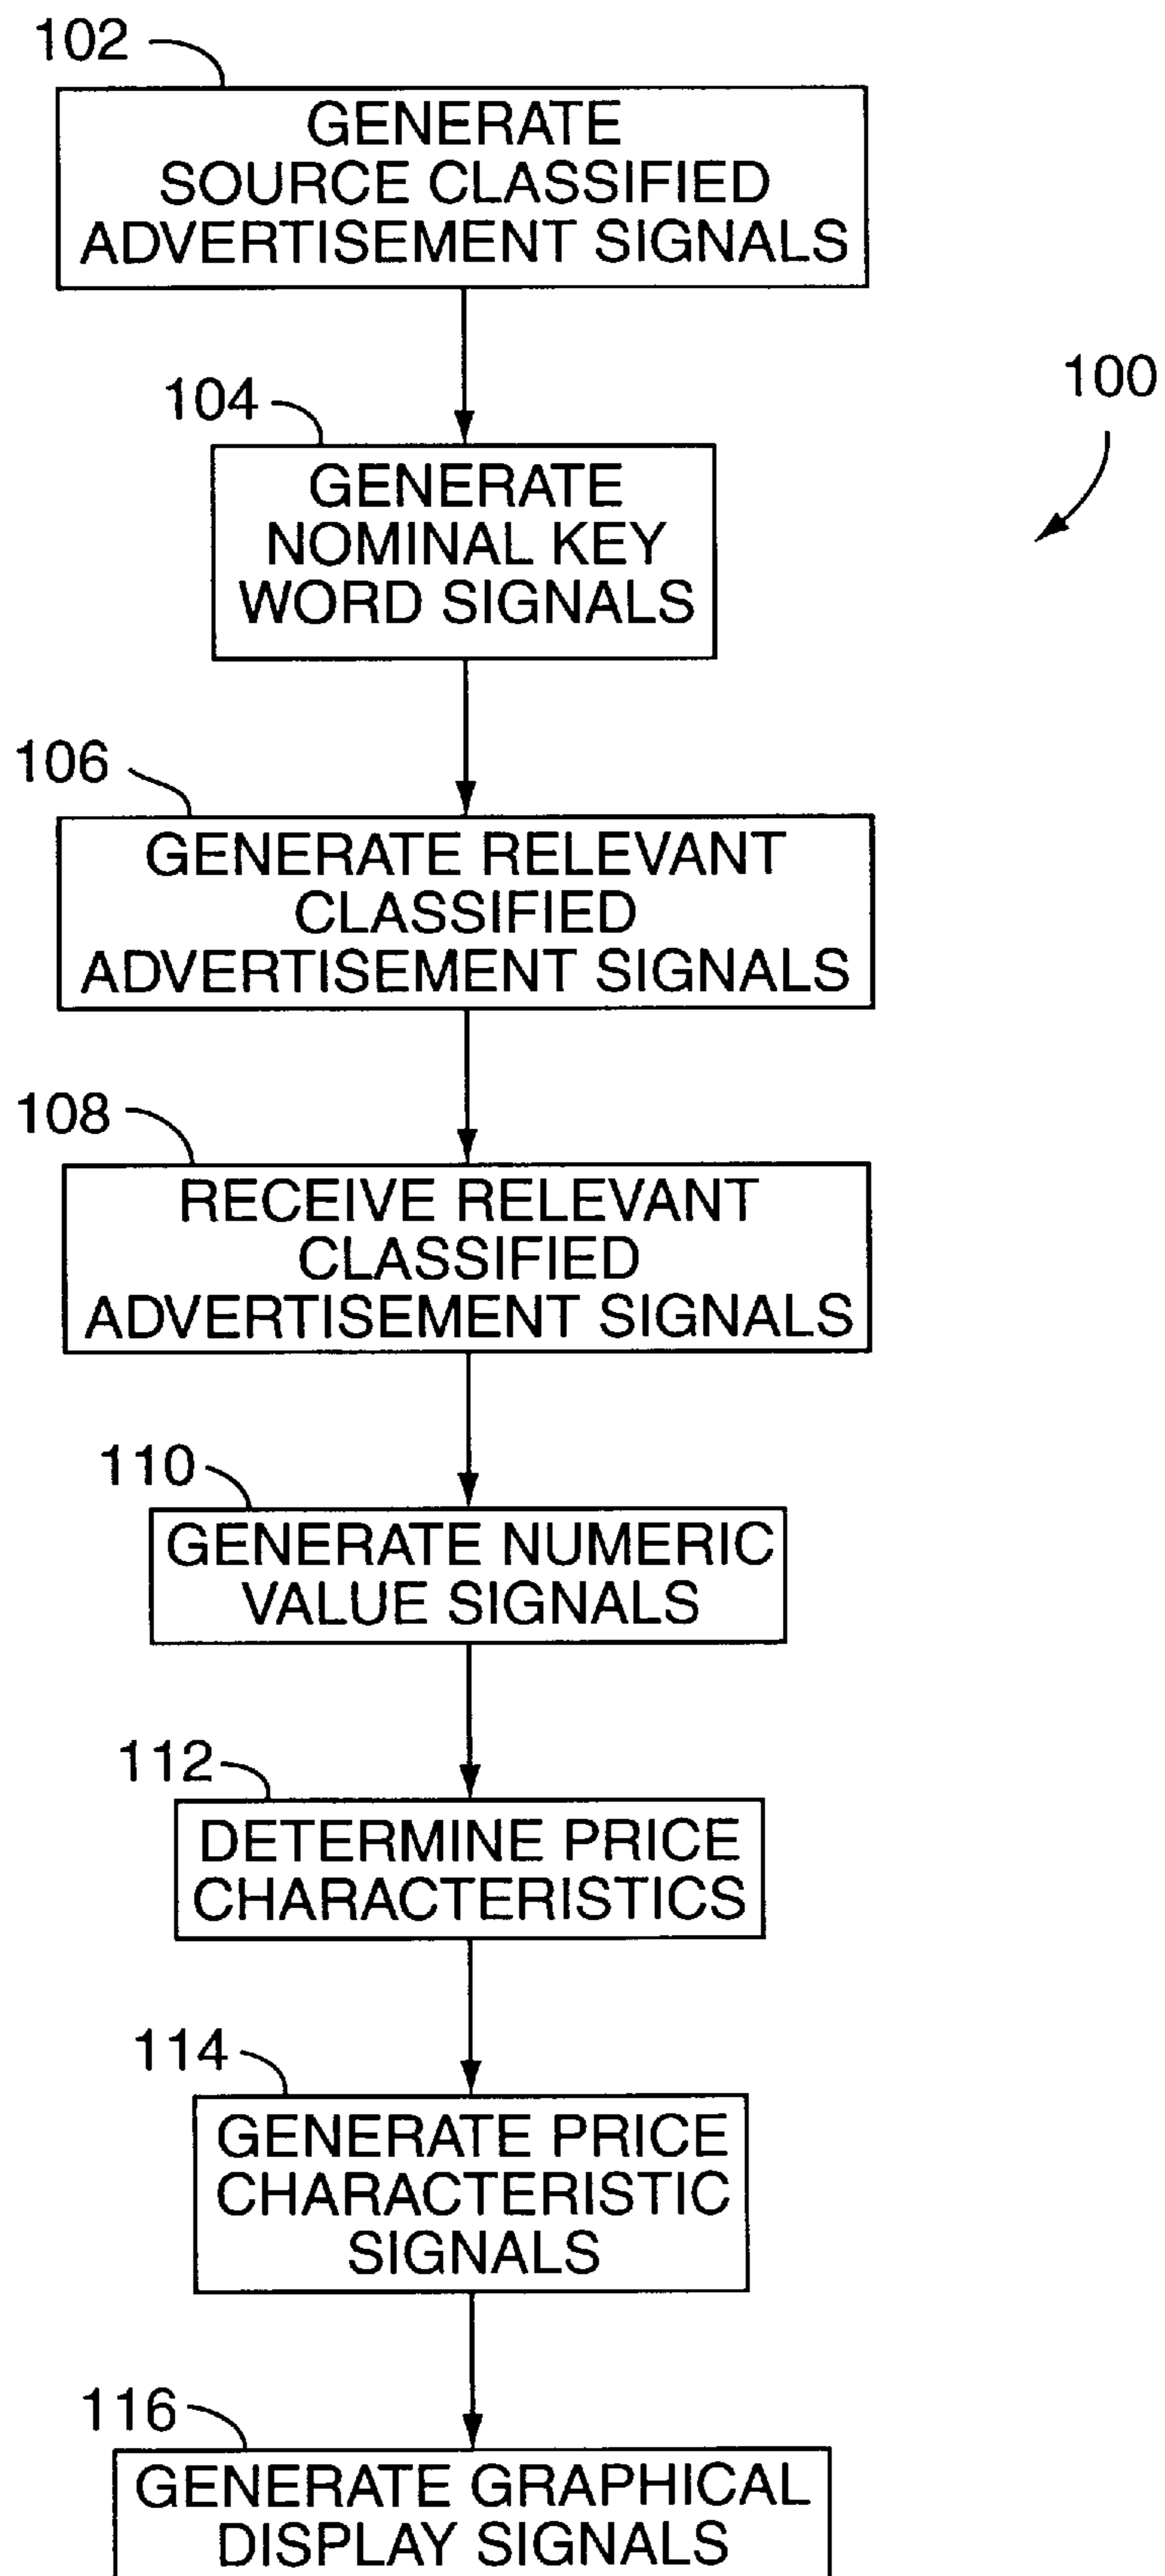 102
GENERATE
SOURCE CLASSIFIED
ADVERTISEMENT SIGNALS
100
104
GENERATE
NOMINAL KEY
WORD SIGNALS
106
GENERATE RELEVANT
CLASSIFIED
ADVERTISEMENT SIGNALS
108
RECEIVE RELEVANT
CLASSIFIED
ADVERTISEMENT SIGNALS
110
GENERATE NUMERIC
VALUE SIGNALS
112
DETERMINE PRICE
CHARACTERISTICS
114
GENERATE PRICE
CHARACTERISTIC
SIGNALS
116
GENERATE GRAPHICAL
DISPLAY SIGNALS